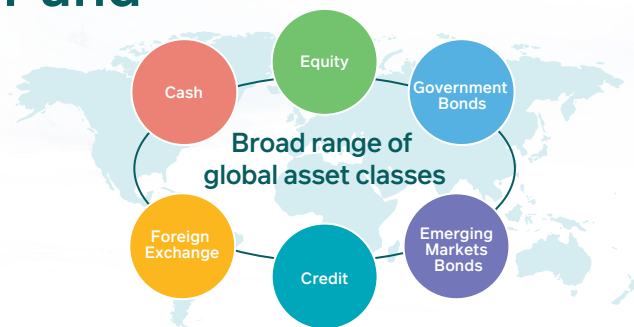 Cash
Equity
Government
Bonds
Broad range of
global asset classes
Foreign
Exchange
Credit
Emerging
Markets
Bonds